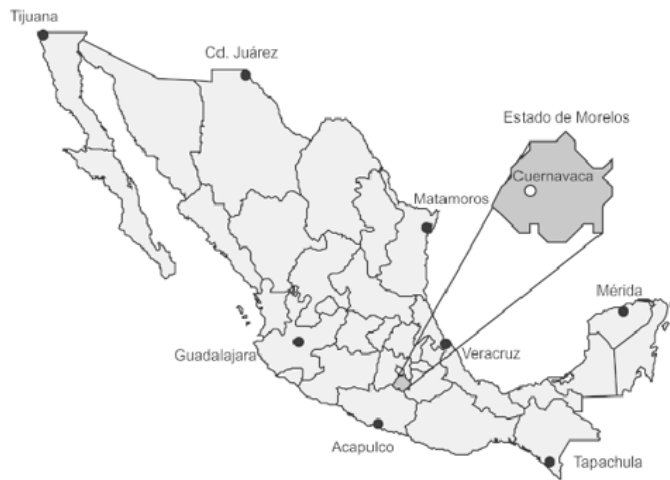 Tijuana
Cd. Juárez
Estado de Morelos
Cuernavaca
Matamoros
Mérida
Guadalajara
Veracruz
Acapulco
Tapachula